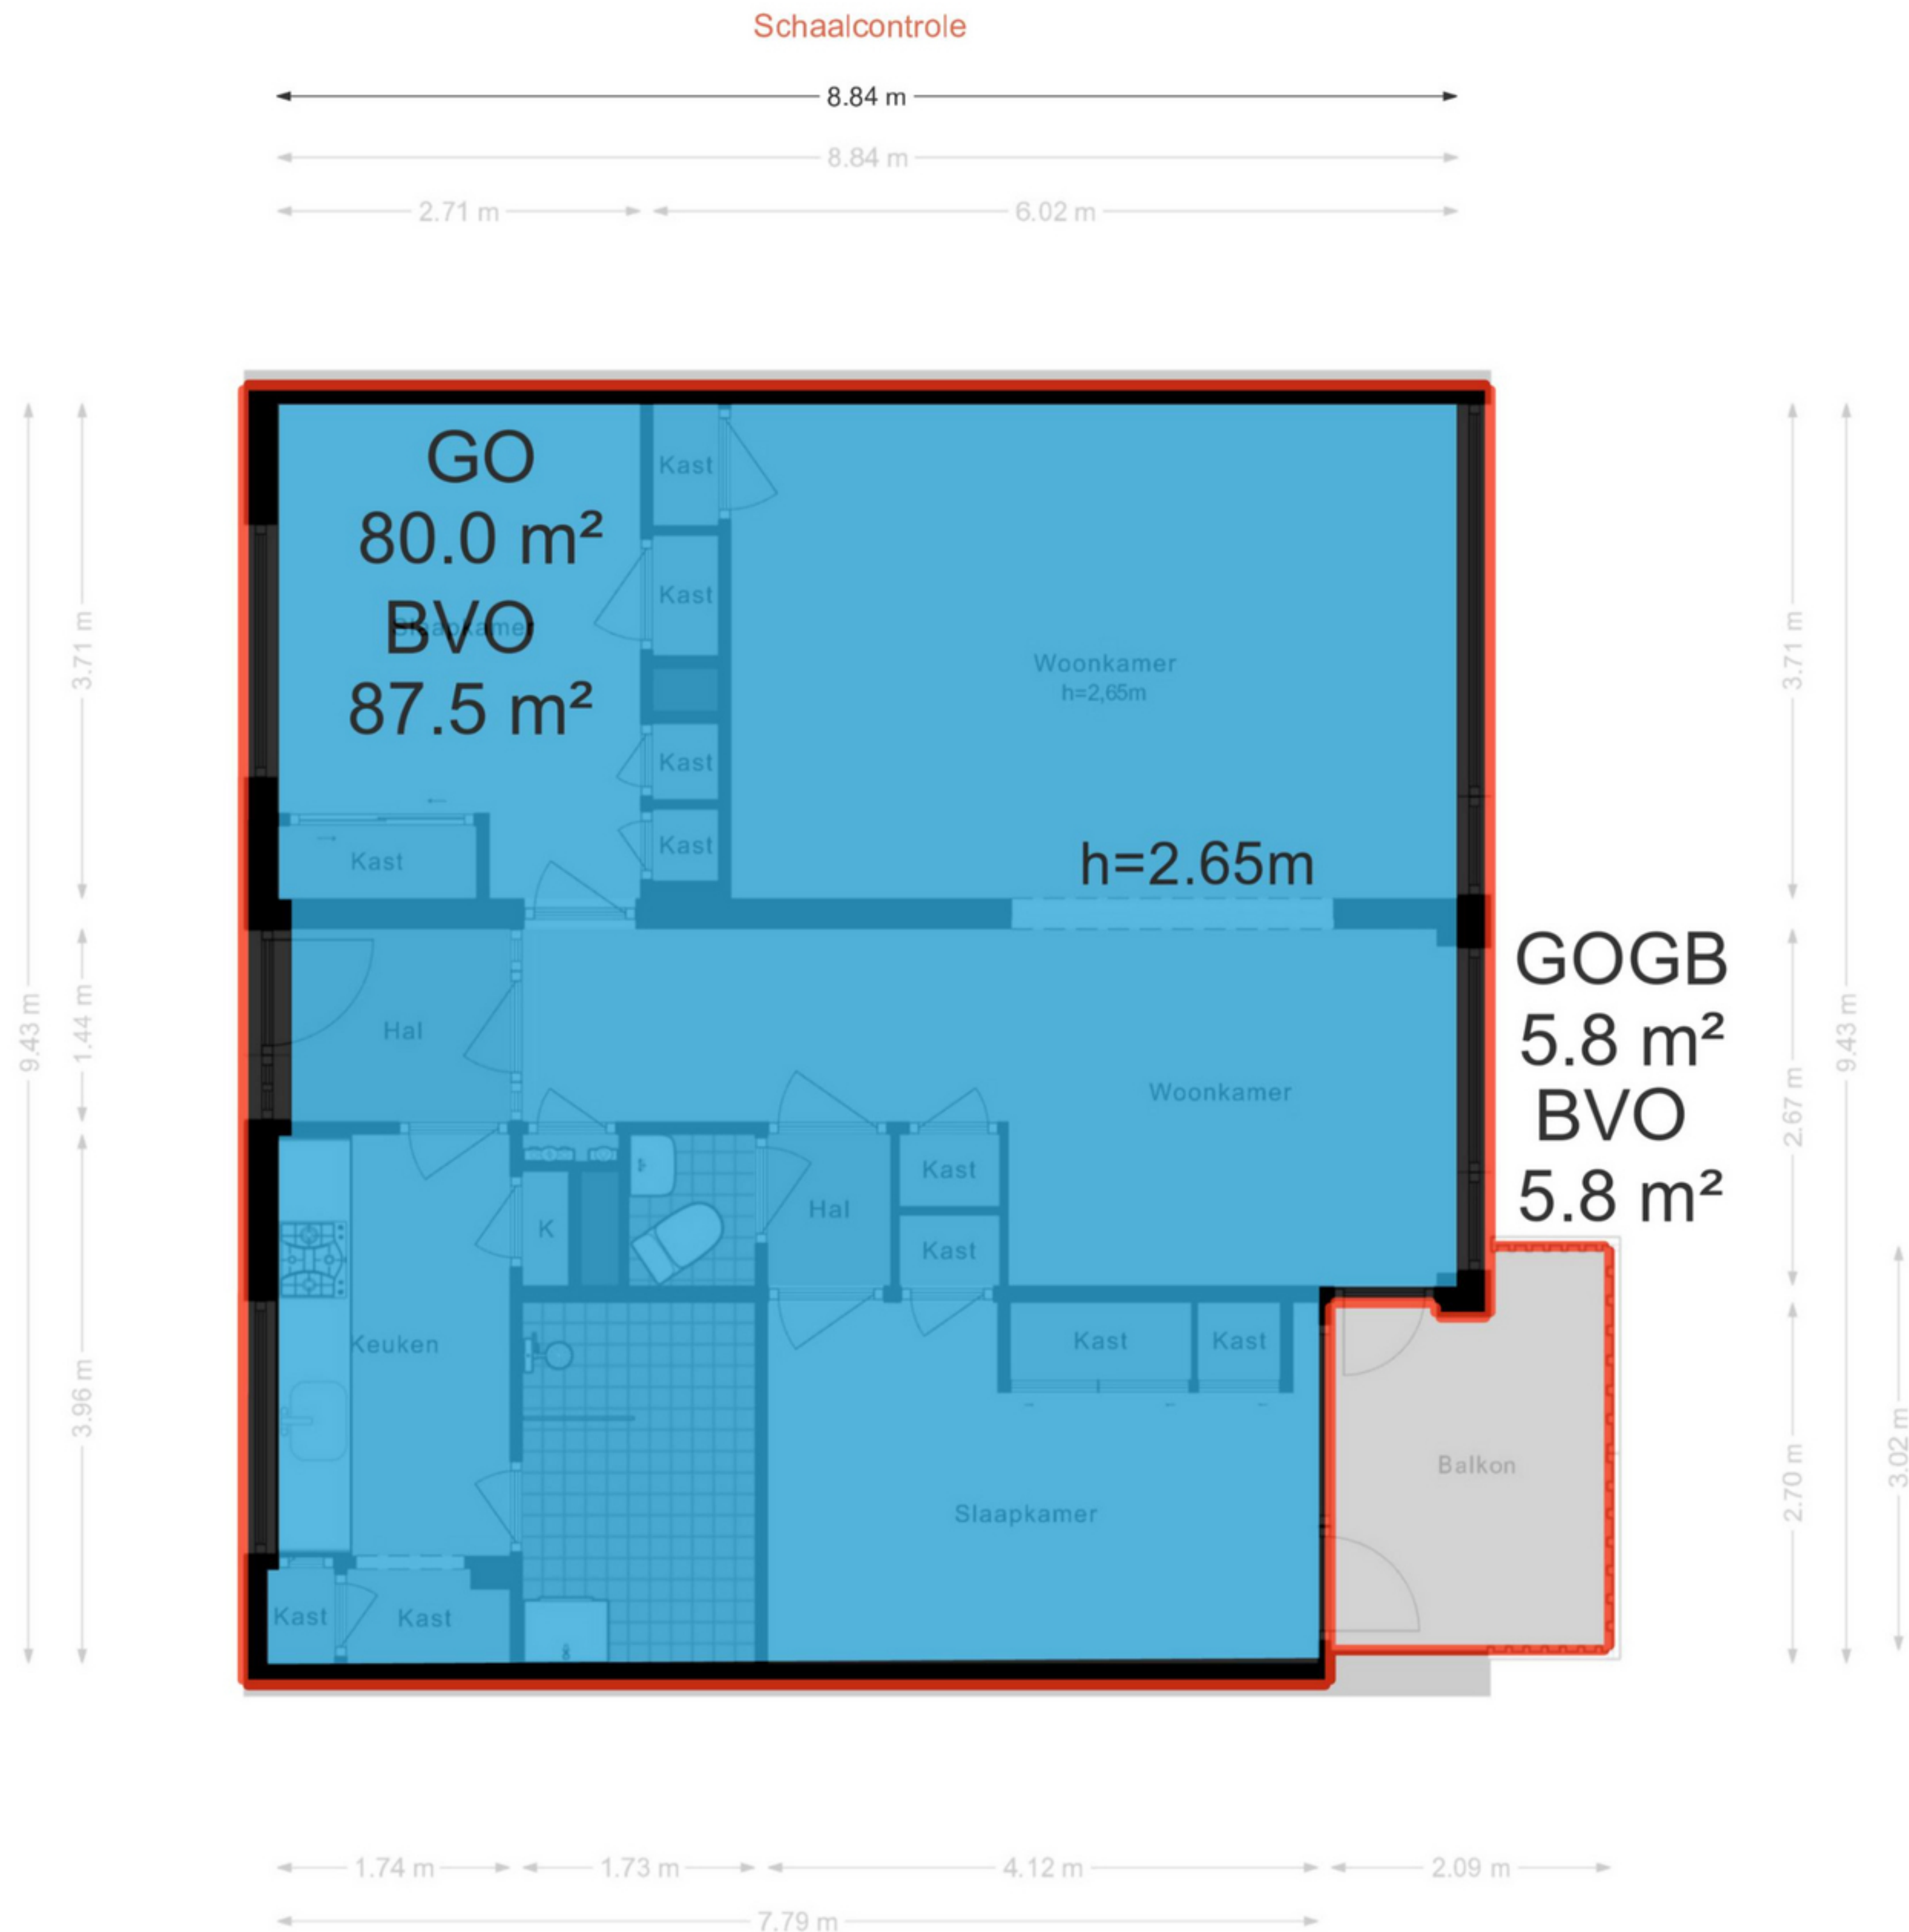 Schaalcontrole
8.84 m
8.84 m
2.71 m
6.02 m
GO
80.0 m²
BVO
87.5 m²
Slaapkamer
Kast
Kast
Kast
Kast
Kast
Woonkamer
h=2,65m
h=2.65m
9.43 m
3.71 m
1.44 m
3.96 m
3.71 m
2.67 m
2.70 m
9.43 m
3.02 m
Hal
Woonkamer
GOGB
5.8 m²
BVO
5.8 m²
K
Hal
Kast
Kast
Keuken
Kast
Kast
Slaapkamer
Balkon
Kast
Kast
1.74 m
1.73 m
4.12 m
2.09 m
7.79 m